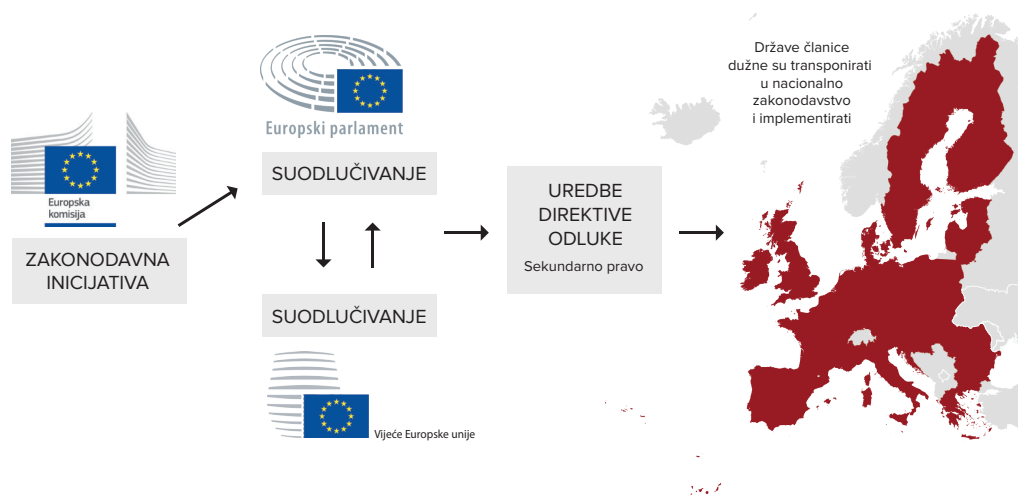 Europska
komisija
ZAKONODAVNA
INICIJATIVA
Europski parlament
SUODLUČIVANJE
SUODLUČIVANJE
Vijeće Europske unije
UREDBE
DIREKTIVE
ODLUKE
Sekundarno pravo
Države članice
dužne su transponirati
u nacionalno
zakonodavstvo
i implementirati